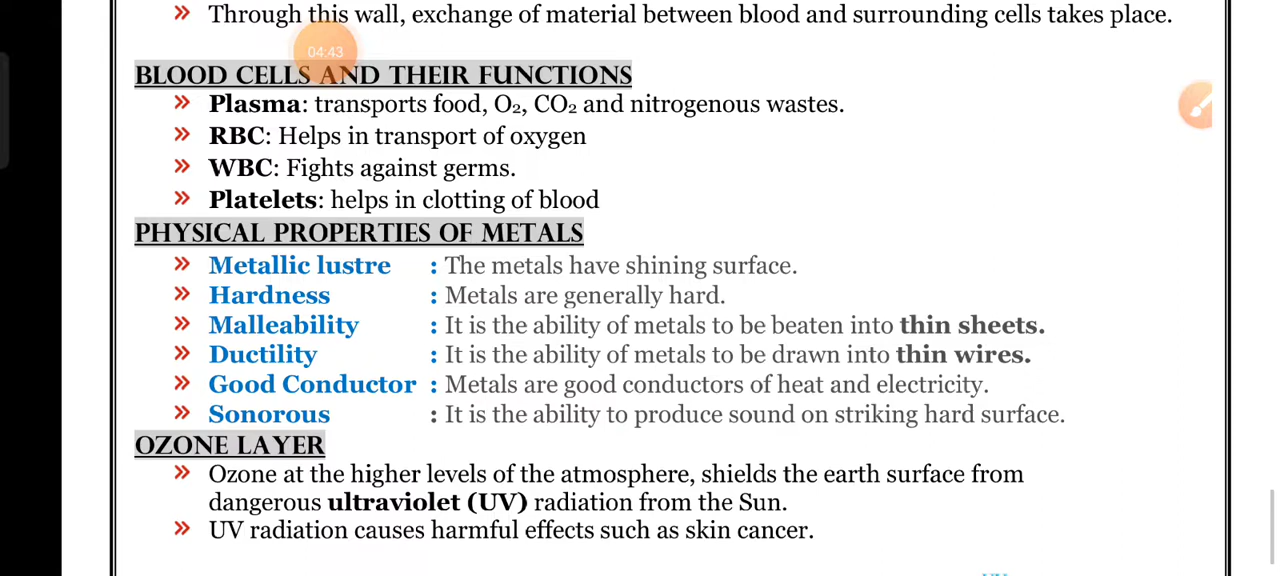 » Through this wall, exchange of material between blood and surrounding cells takes place.
04:43
BLOOD CELLS AND THEIR FUNCTIONS
» Plasma: transports food, O₂, CO₂ and nitrogenous wastes.
» RBC: Helps in transport of oxygen
» WBC: Fights against germs.
» Platelets: helps in clotting of blood
PHYSICAL PROPERTIES OF METALS
» Metallic lustre : The metals have shining surface.
» Hardness : Metals are generally hard.
» Malleability : It is the ability of metals to be beaten into thin sheets.
» Ductility : It is the ability of metals to be drawn into thin wires.
» Good Conductor : Metals are good conductors of heat and electricity.
» Sonorous : It is the ability to produce sound on striking hard surface.
OZONE LAYER
» Ozone at the higher levels of the atmosphere, shields the earth surface from
dangerous ultraviolet (UV) radiation from the Sun.
» UV radiation causes harmful effects such as skin cancer.